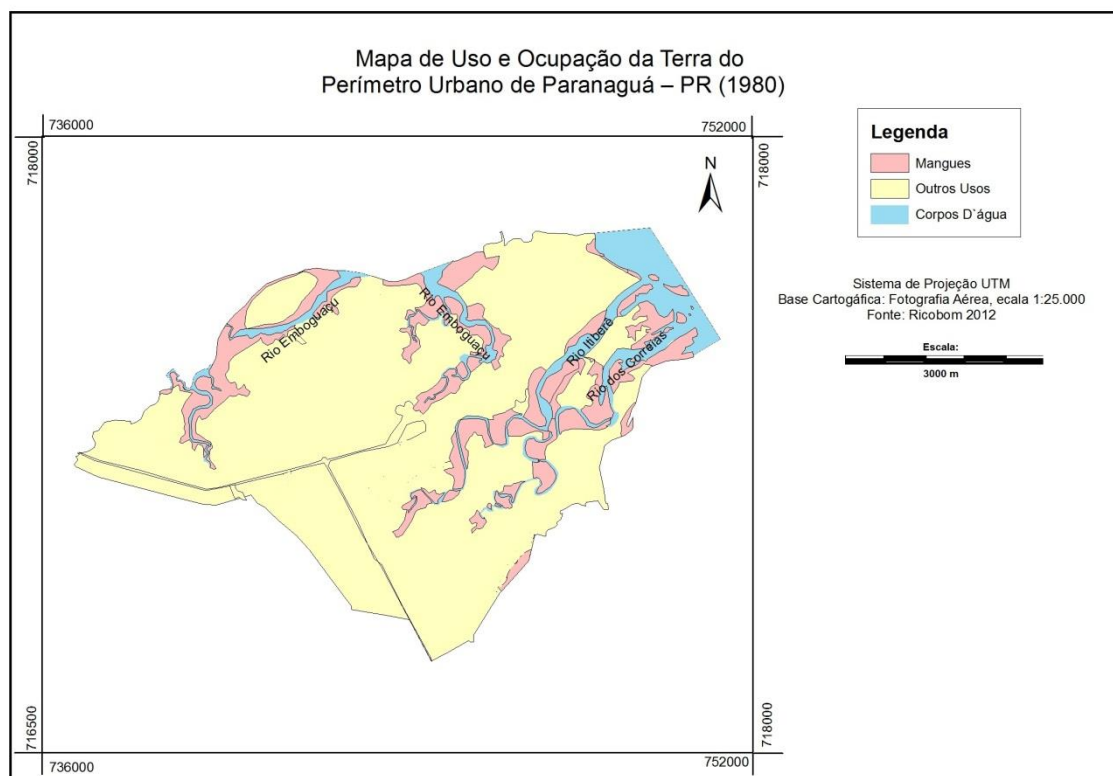 Mapa de Uso e Ocupação da Terra do
Perímetro Urbano de Paranaguá – PR (1980)
736000
752000
718000
718000
N
Legenda
Mangues
Outros Usos
Corpos D`água
Sistema de Projeção UTM
Base Cartogáfica: Fotografia Aérea, ecala 1:25.000
Fonte: Ricobom 2012
Escala:
3000 m
Rio Emboguaçu
Rio Emboguaçu
Rio Itiberê
Rio dos Correias
716500
718000
736000
752000